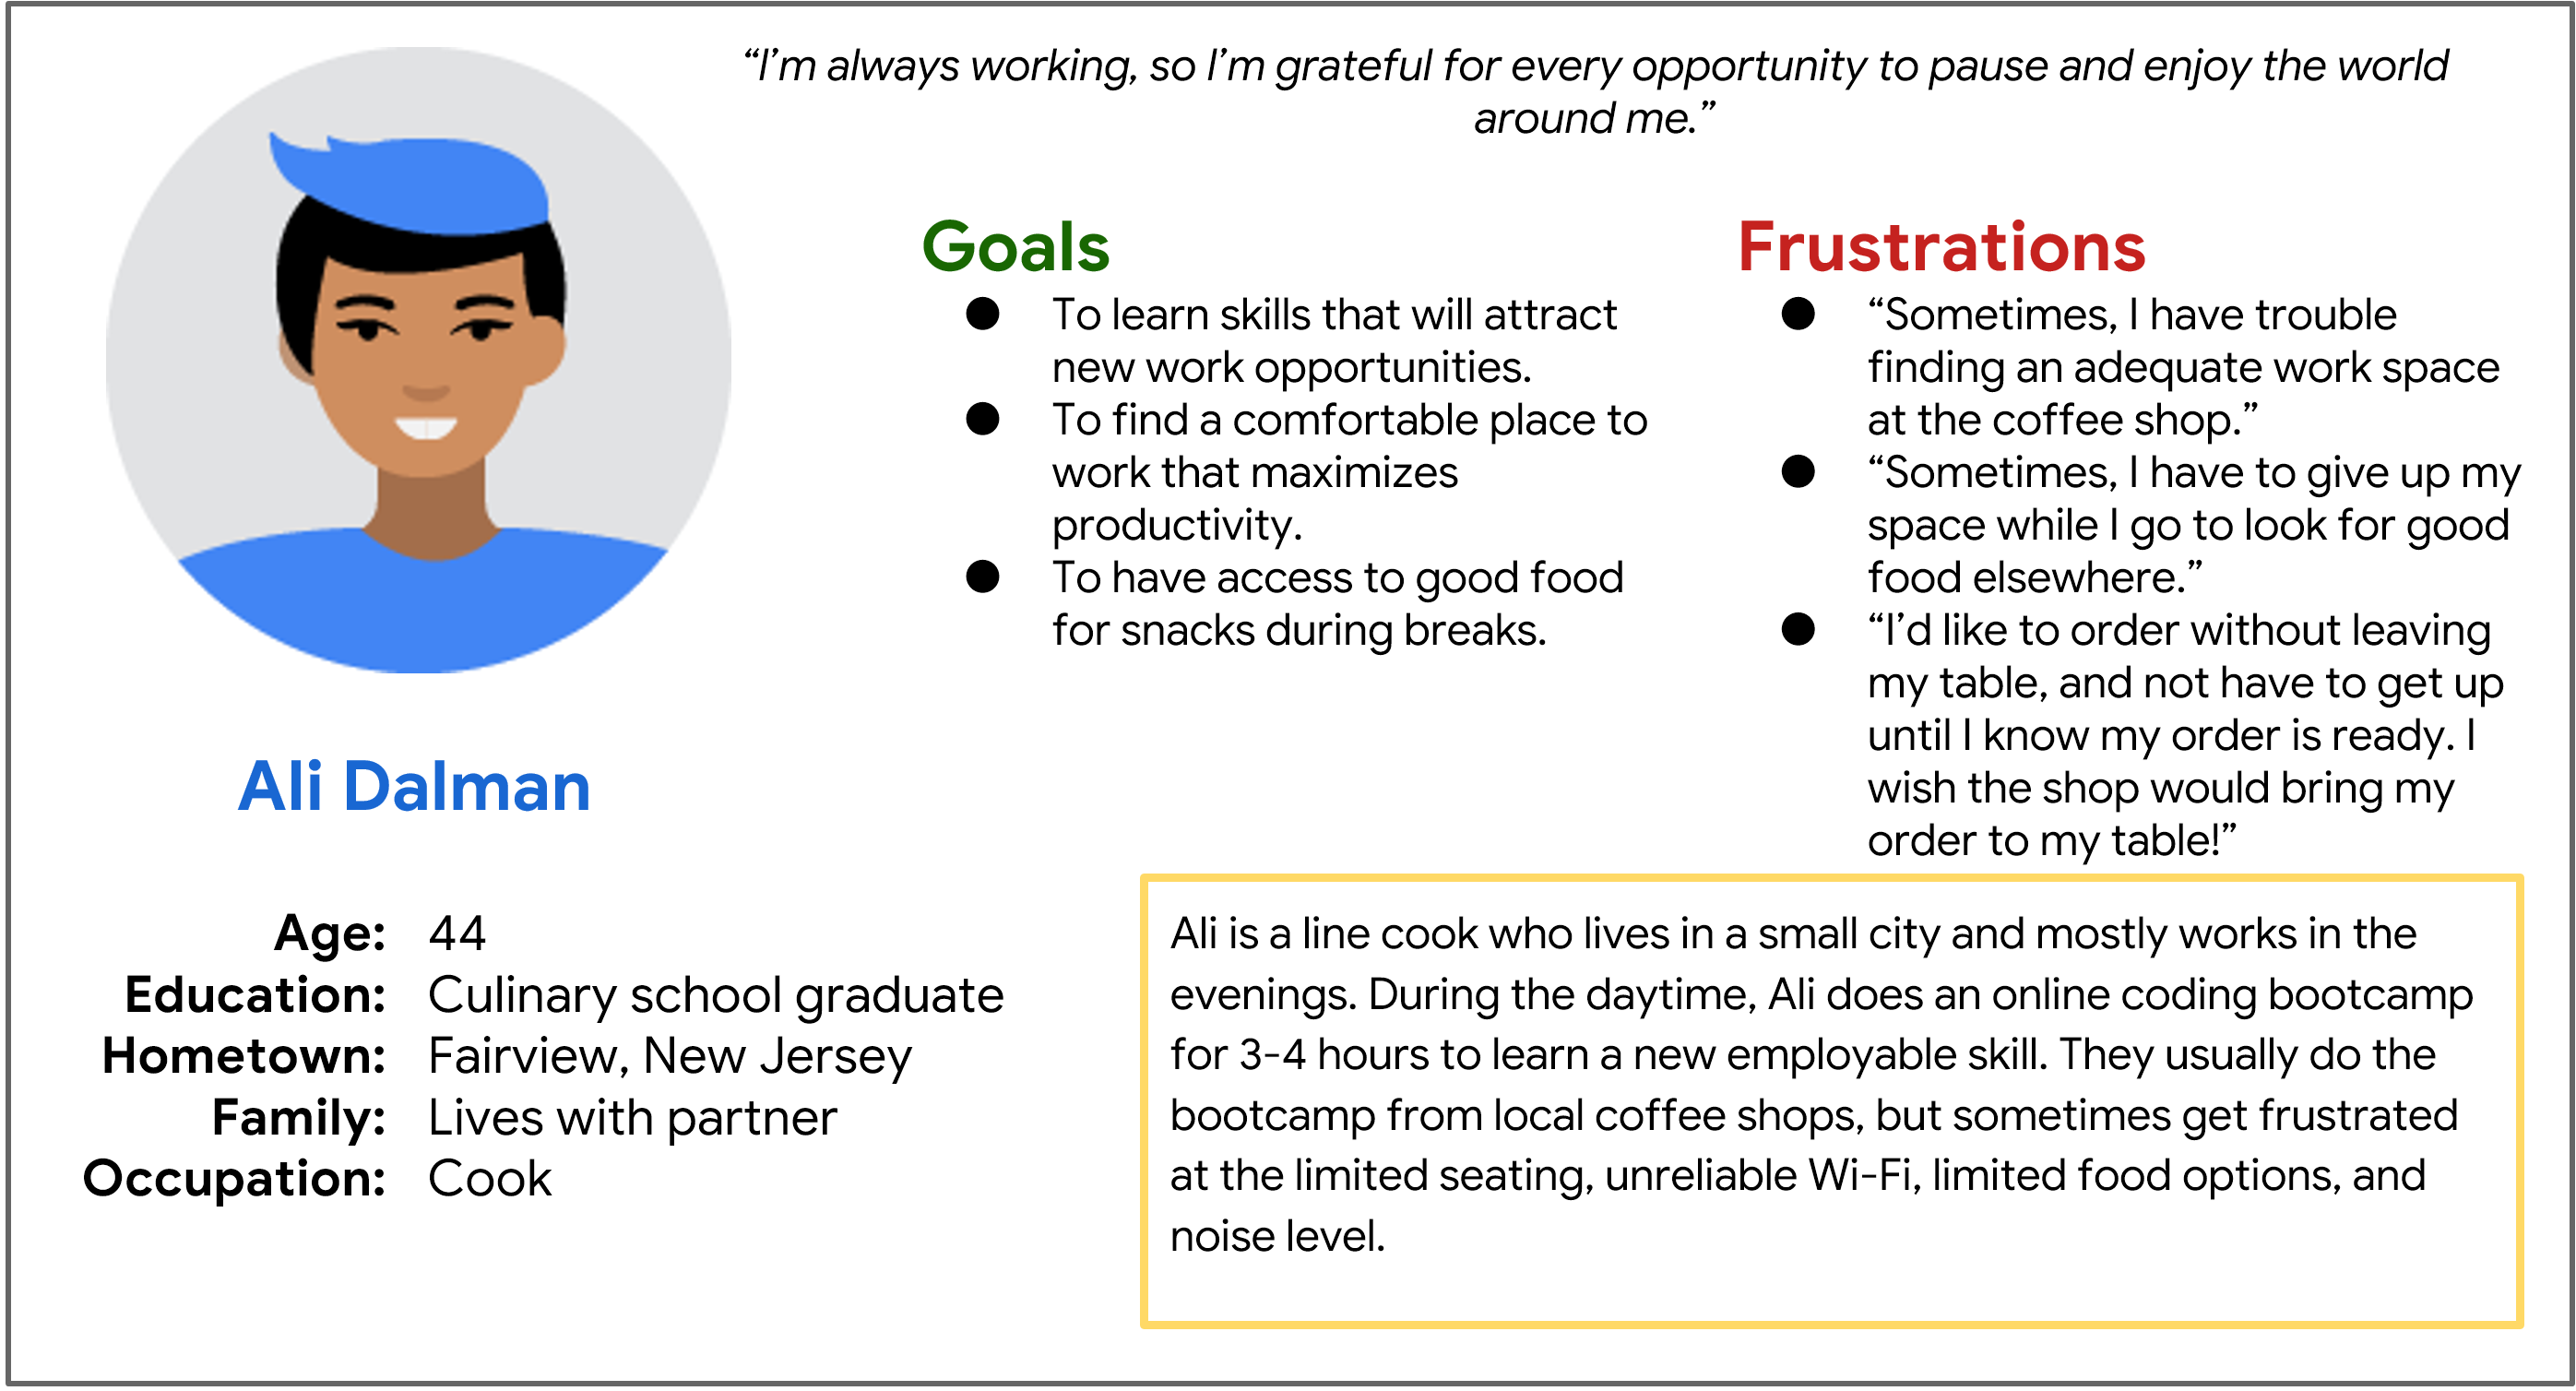 “I’m always working, so I’m grateful for every opportunity to pause and enjoy the world
around me.”
Goals
● To learn skills that will attract
new work opportunities.
● To find a comfortable place to
work that maximizes
productivity.
● To have access to good food
for snacks during breaks.
Frustrations
● “Sometimes, I have trouble
finding an adequate work space
at the coffee shop.”
● “Sometimes, I have to give up my
space while I go to look for good
food elsewhere.”
● “I’d like to order without leaving
my table, and not have to get up
until I know my order is ready. I
wish the shop would bring my
order to my table!”
Ali Dalman
Age: 44
Education: Culinary school graduate
Hometown: Fairview, New Jersey
Family: Lives with partner
Occupation: Cook
Ali is a line cook who lives in a small city and mostly works in the
evenings. During the daytime, Ali does an online coding bootcamp
for 3-4 hours to learn a new employable skill. They usually do the
bootcamp from local coffee shops, but sometimes get frustrated
at the limited seating, unreliable Wi-Fi, limited food options, and
noise level.